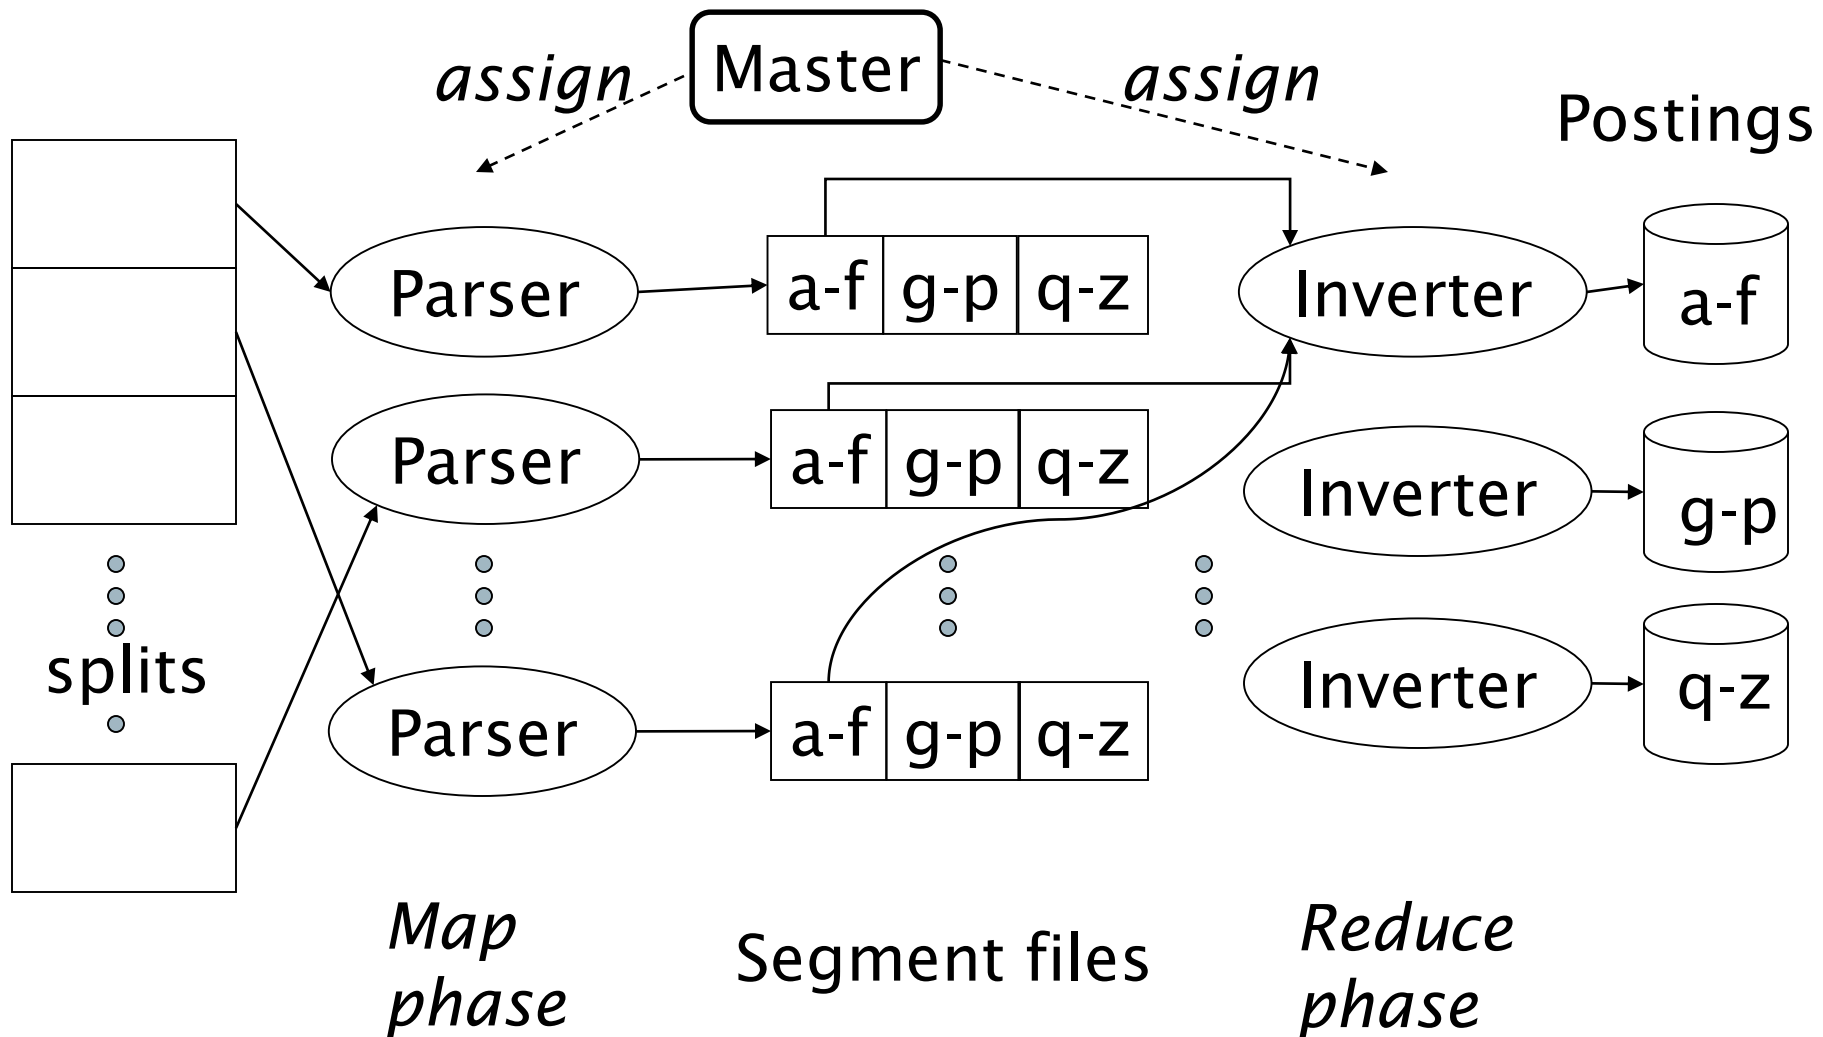 assign Master assign
Postings
Parser a-f g-p q-z Inverter a-f
Parser a-f g-p q-z Inverter g-p
splits
Parser a-f g-p q-z Inverter q-z
Map phase
Segment files
Reduce phase